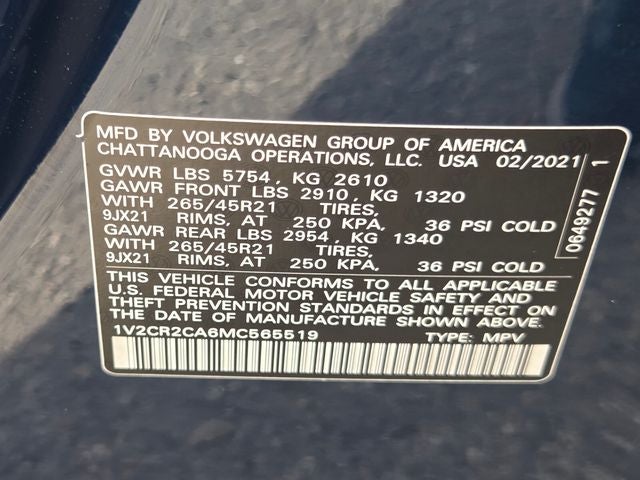 MFD BY VOLKSWAGEN GROUP OF AMERICA
CHATTANOOGA OPERATIONS, LLC. USA 02/2021
GVWR LBS 5754 , KG 2610
GAWR FRONT LBS 2910 , KG 1320
WITH 265/45R21 TIRES,
9JX21 RIMS, AT 250 KPA, 36 PSI COLD
GAWR REAR LBS 2954 , KG 1340
WITH 265/45R21 TIRES,
9JX21 RIMS, AT 250 KPA, 36 PSI COLD
THIS VEHICLE CONFORMS TO ALL APPLICABLE
U.S. FEDERAL MOTOR VEHICLE SAFETY AND
THEFT PREVENTION STANDARDS IN EFFECT ON
THE DATE OF MANUFACTURE SHOWN ABOVE
1V2CR2CA6MC565519 TYPE: MPV
0649277 1